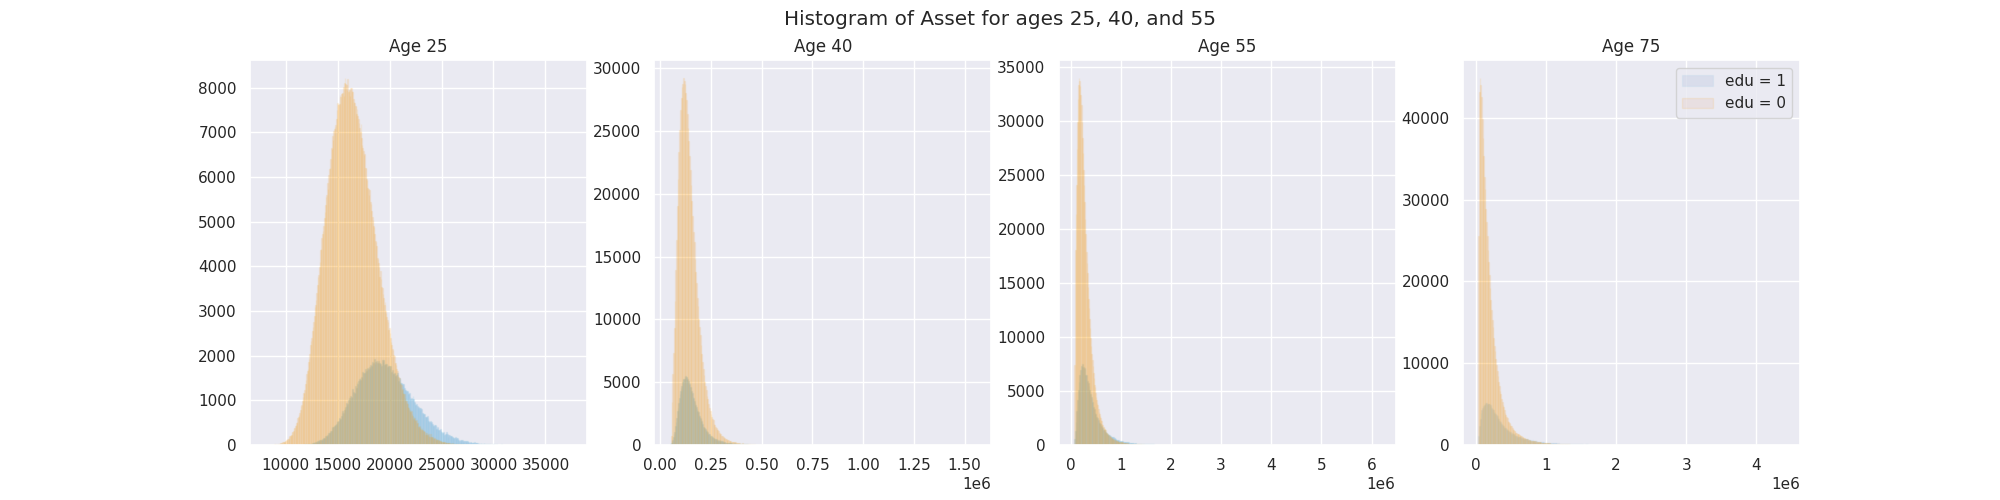 Histogram of Asset for ages 25, 40, and 55
Age 25
8000
7000
6000
5000
4000
3000
2000
1000
0
10000 15000 20000 25000 30000 35000
Age 40
30000
25000
20000
15000
10000
5000
0
0.00 0.25 0.50 0.75 1.00 1.25 1.50
1e6
Age 55
35000
30000
25000
20000
15000
10000
5000
0
0 1 2 3 4 5 6
1e6
Age 75
edu = 1
edu = 0
40000
30000
20000
10000
0
0 1 2 3 4
1e6